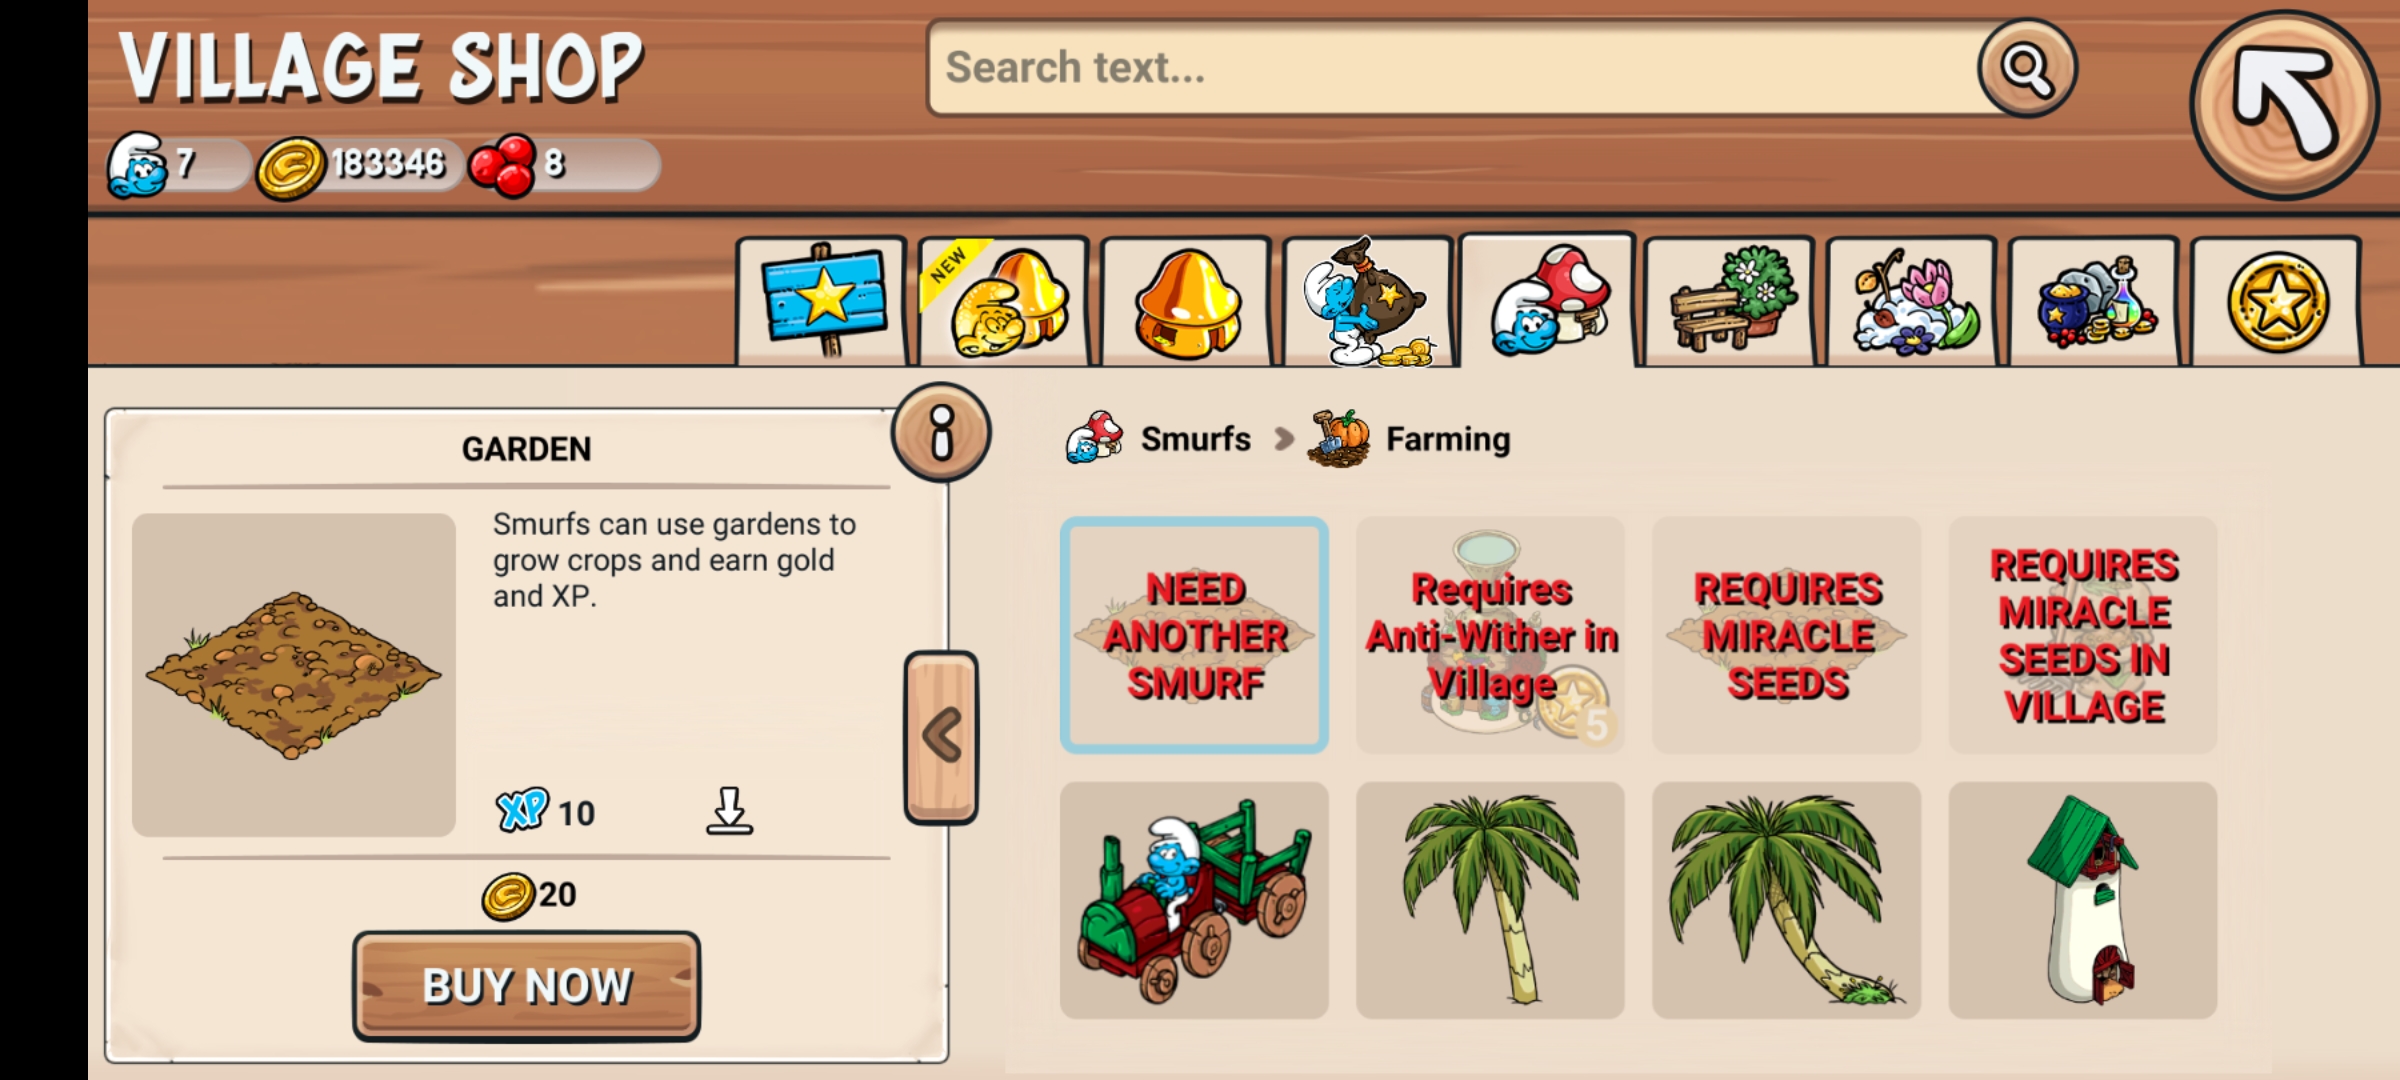 VILLAGE SHOP
Search text...
7
183346
8
NEW
GARDEN
Smurfs can use gardens to
grow crops and earn gold
and XP.
XP 10
20
BUY NOW
Smurfs
Farming
NEED
ANOTHER
SMURF
Requires
Anti-Wither in
Village
5
REQUIRES
MIRACLE
SEEDS
REQUIRES
MIRACLE
SEEDS IN
VILLAGE